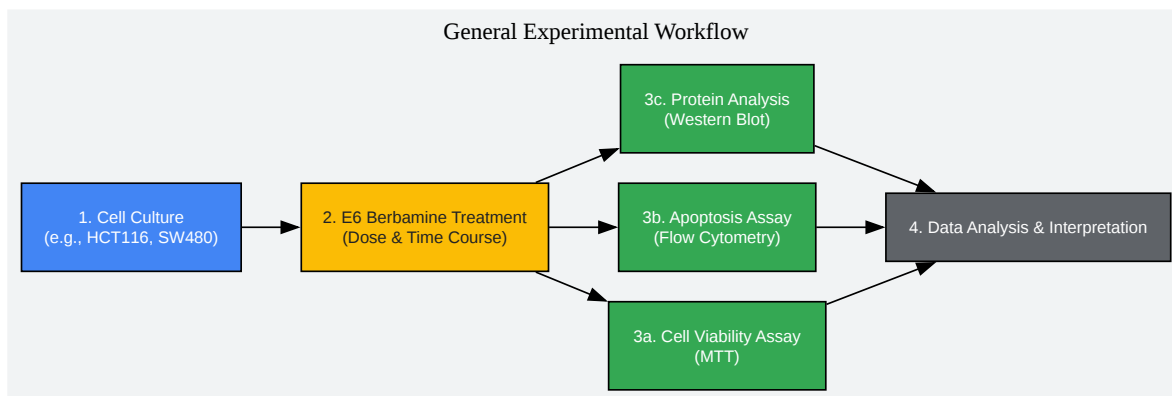 General Experimental Workflow
3c. Protein Analysis
(Western Blot)
1. Cell Culture
(e.g., HCT116, SW480)
2. E6 Berbamine Treatment
(Dose & Time Course)
3b. Apoptosis Assay
(Flow Cytometry)
4. Data Analysis & Interpretation
3a. Cell Viability Assay
(MTT)